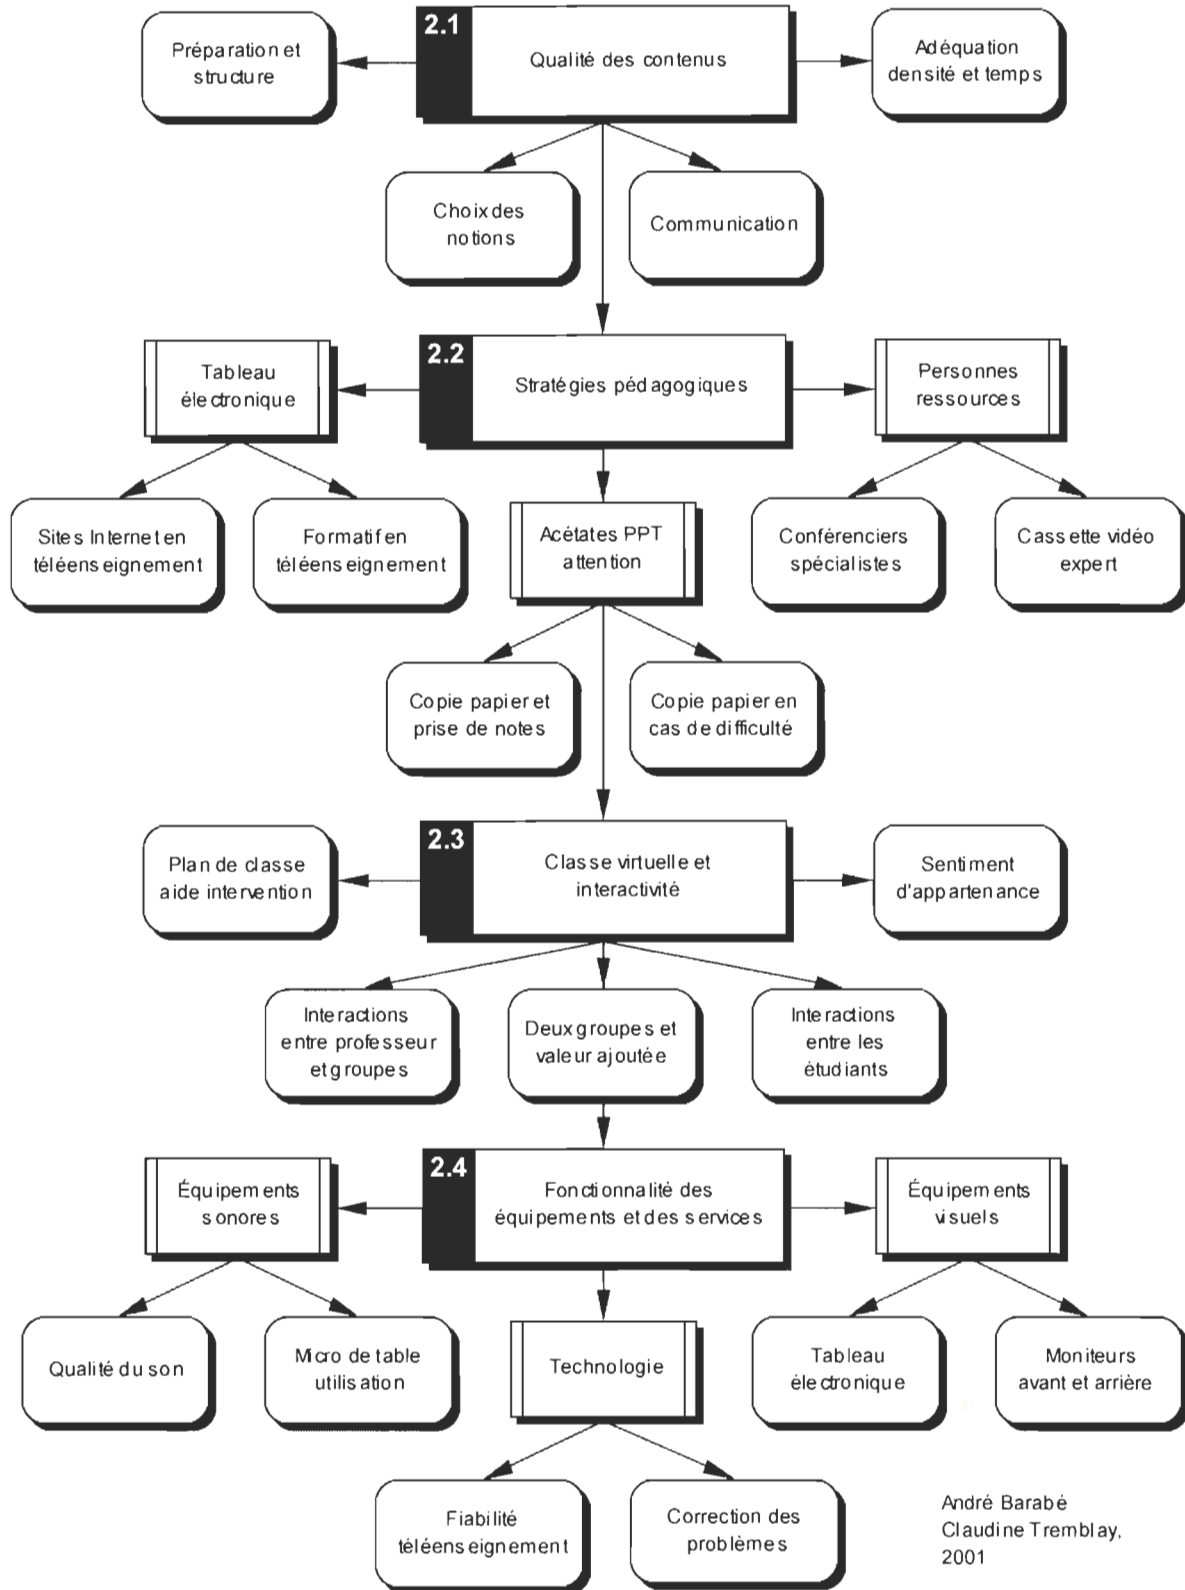 2.1
Préparation et
structure
Qualité des contenus
Adéquation
densité et temps
Choix des
notions
Communication
2.2
Tableau
électronique
Stratégies pédagogiques
Personnes
ressources
Sites Internet en
téléenseignement
Formatif en
téléenseignement
Acétates PPT
attention
Conférenciers
spécialistes
Cassette vidéo
expert
Copie papier et
prise de notes
Copie papier en
cas de difficulté
2.3
Plan de classe
aide intervention
Classe virtuelle et
interactivité
Sentiment
d'appartenance
Interactions
entre professeur
et groupes
Deux groupes et
valeur ajoutée
Interactions
entre les
étudiants
2.4
Équipements
sonores
Fonctionnalité des
équipements et des services
Équipements
visuels
Qualité du son
Micro de table
utilisation
Technologie
Tableau
électronique
Moniteurs
avant et arrière
Fiabilité
téléenseignement
Correction des
problèmes
André Barabé
Claudine Tremblay,
2001